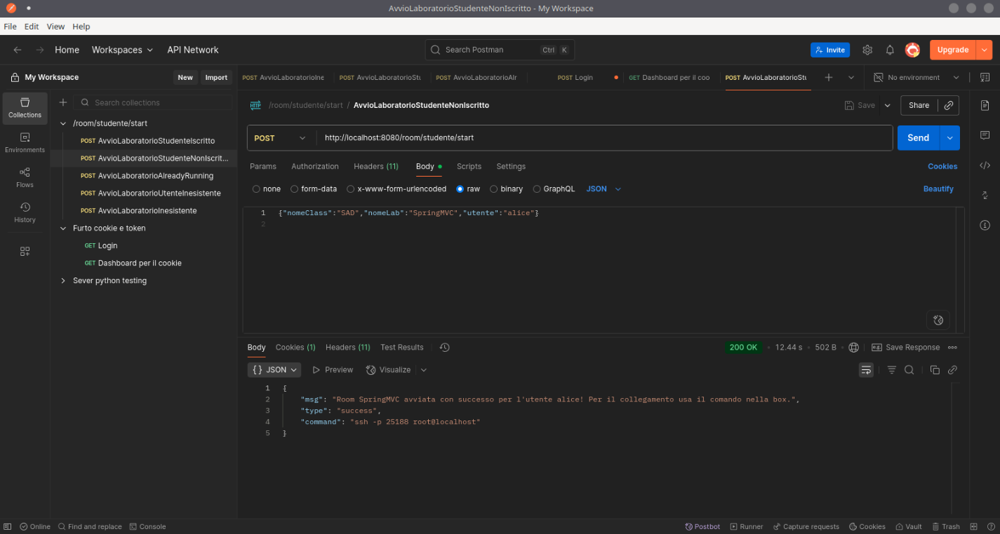 AvvioLaboratorioStudenteNonIscritto - My Workspace
File Edit View Help
Home Workspaces API Network
Search Postman Ctrl K
Invite
Upgrade
My Workspace
New Import
POST AvvioLaboratorioIne POST AvvioLaboratorioStu POST AvvioLaboratorioAlr POST Login GET Dashboard per il coo POST AvvioLaboratorioStu
No environment
Collections
Environments
Flows
History
Search collections
/room/studente/start
POST AvvioLaboratorioStudenteIscritto
POST AvvioLaboratorioStudenteNonIscrit...
POST AvvioLaboratorioAlreadyRunning
POST AvvioLaboratorioUtenteInesistente
POST AvvioLaboratorioInesistente
Furto cookie e token
GET Login
GET Dashboard per il cookie
Sever python testing
HTTP /room/studente/start / AvvioLaboratorioStudenteNonIscritto
Save Share
POST http://localhost:8080/room/studente/start
Send
Params Authorization Headers (11) Body Scripts Settings Cookies
none form-data x-www-form-urlencoded raw binary GraphQL JSON Beautify
1 {"nomeClass":"SAD","nomeLab":"SpringMVC","utente":"alice"}
2
Body Cookies (1) Headers (11) Test Results
200 OK • 12.44 s • 502 B
e.g. Save Response
{} JSON Preview Visualize
1 {
2 "msg": "Room SpringMVC avviata con successo per l'utente alice! Per il collegamento usa il comando nella box.",
3 "type": "success",
4 "command": "ssh -p 25188 root@localhost"
5 }
Online Find and replace Console
Postbot Runner Capture requests Cookies Vault Trash